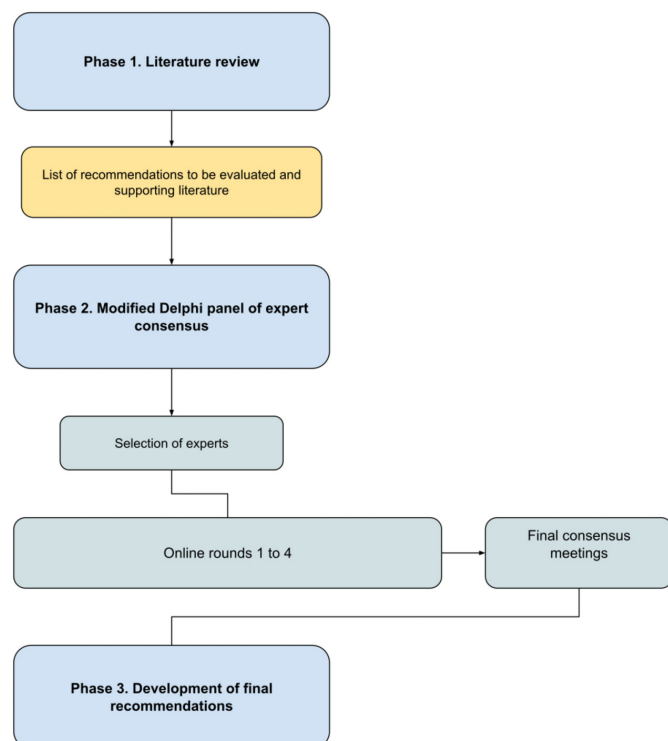 Phase 1. Literature review
List of recommendations to be evaluated and
supporting literature
Phase 2. Modified Delphi panel of expert
consensus
Selection of experts
Online rounds 1 to 4
Final consensus
meetings
Phase 3. Development of final
recommendations